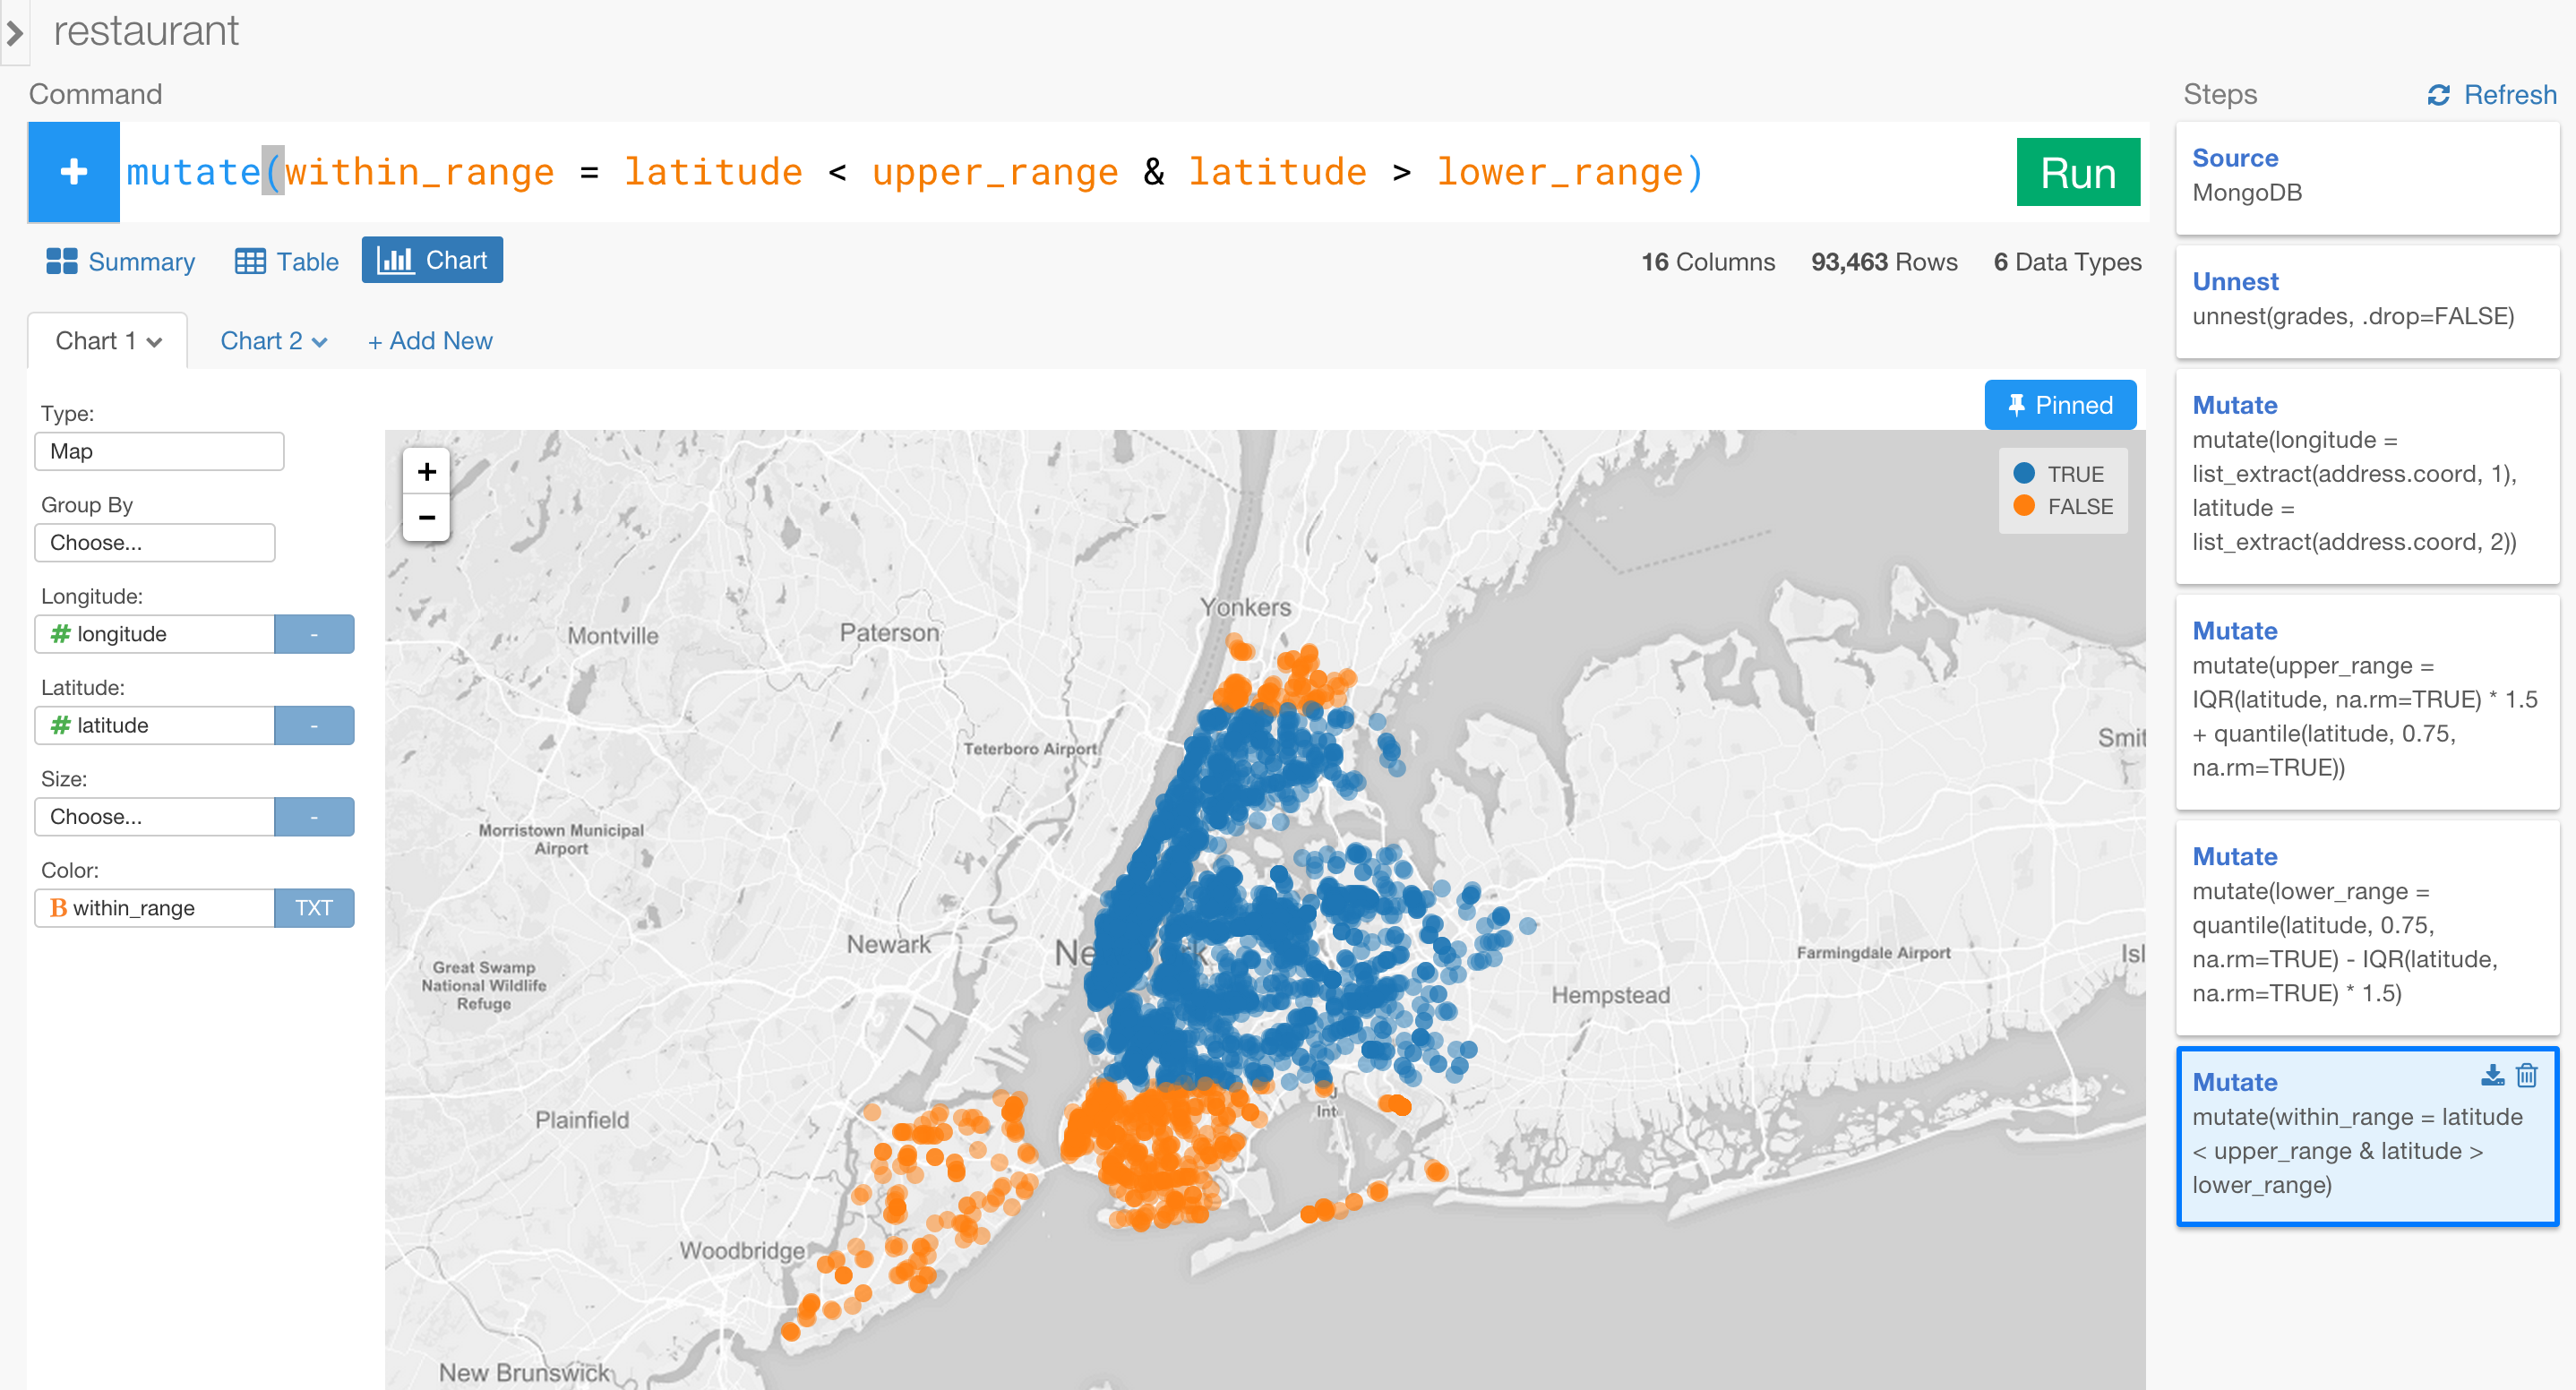 restaurant
Command
Steps
Refresh
+
mutate(within_range = latitude < upper_range & latitude > lower_range)
Run
Summary
Table
Chart
16 Columns
93,463 Rows
6 Data Types
Chart 1
Chart 2
+ Add New
Type:
Map
Group By
Choose...
Longitude:
# longitude
-
Latitude:
# latitude
-
Size:
Choose...
-
Color:
B within_range
TXT
Pinned
+
−
TRUE
FALSE
Yonkers
Montville
Paterson
Teterboro Airport
Smit
Morristown Municipal
Airport
Newark
Ne
k
Great Swamp
National Wildlife
Refuge
Farmingdale Airport
Isl
Hempstead
Plainfield
J
Int
Woodbridge
New Brunswick
Source
MongoDB
Unnest
unnest(grades, .drop=FALSE)
Mutate
mutate(longitude =
list_extract(address.coord, 1),
latitude =
list_extract(address.coord, 2))
Mutate
mutate(upper_range =
IQR(latitude, na.rm=TRUE) * 1.5
+ quantile(latitude, 0.75,
na.rm=TRUE))
Mutate
mutate(lower_range =
quantile(latitude, 0.75,
na.rm=TRUE) - IQR(latitude,
na.rm=TRUE) * 1.5)
Mutate
mutate(within_range = latitude
< upper_range & latitude >
lower_range)